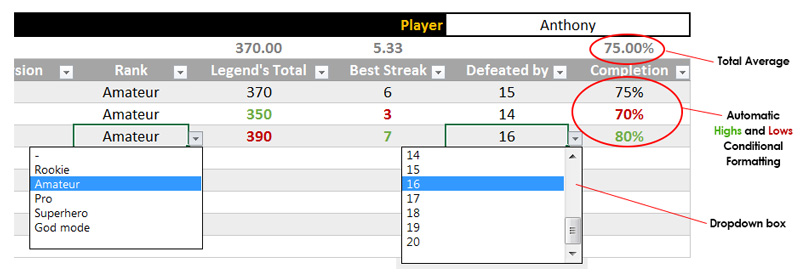 Player Anthony
370.00 5.33 75.00%
Total Average
sion Rank Legend's Total Best Streak Defeated by Completion
Amateur 370 6 15 75%
Amateur 350 3 14 70%
Amateur 390 7 16 80%
Automatic
Highs and Lows
Conditional
Formatting
-
Rookie
Amateur
Pro
Superhero
God mode
14
15
16
17
18
19
20
Dropdown box